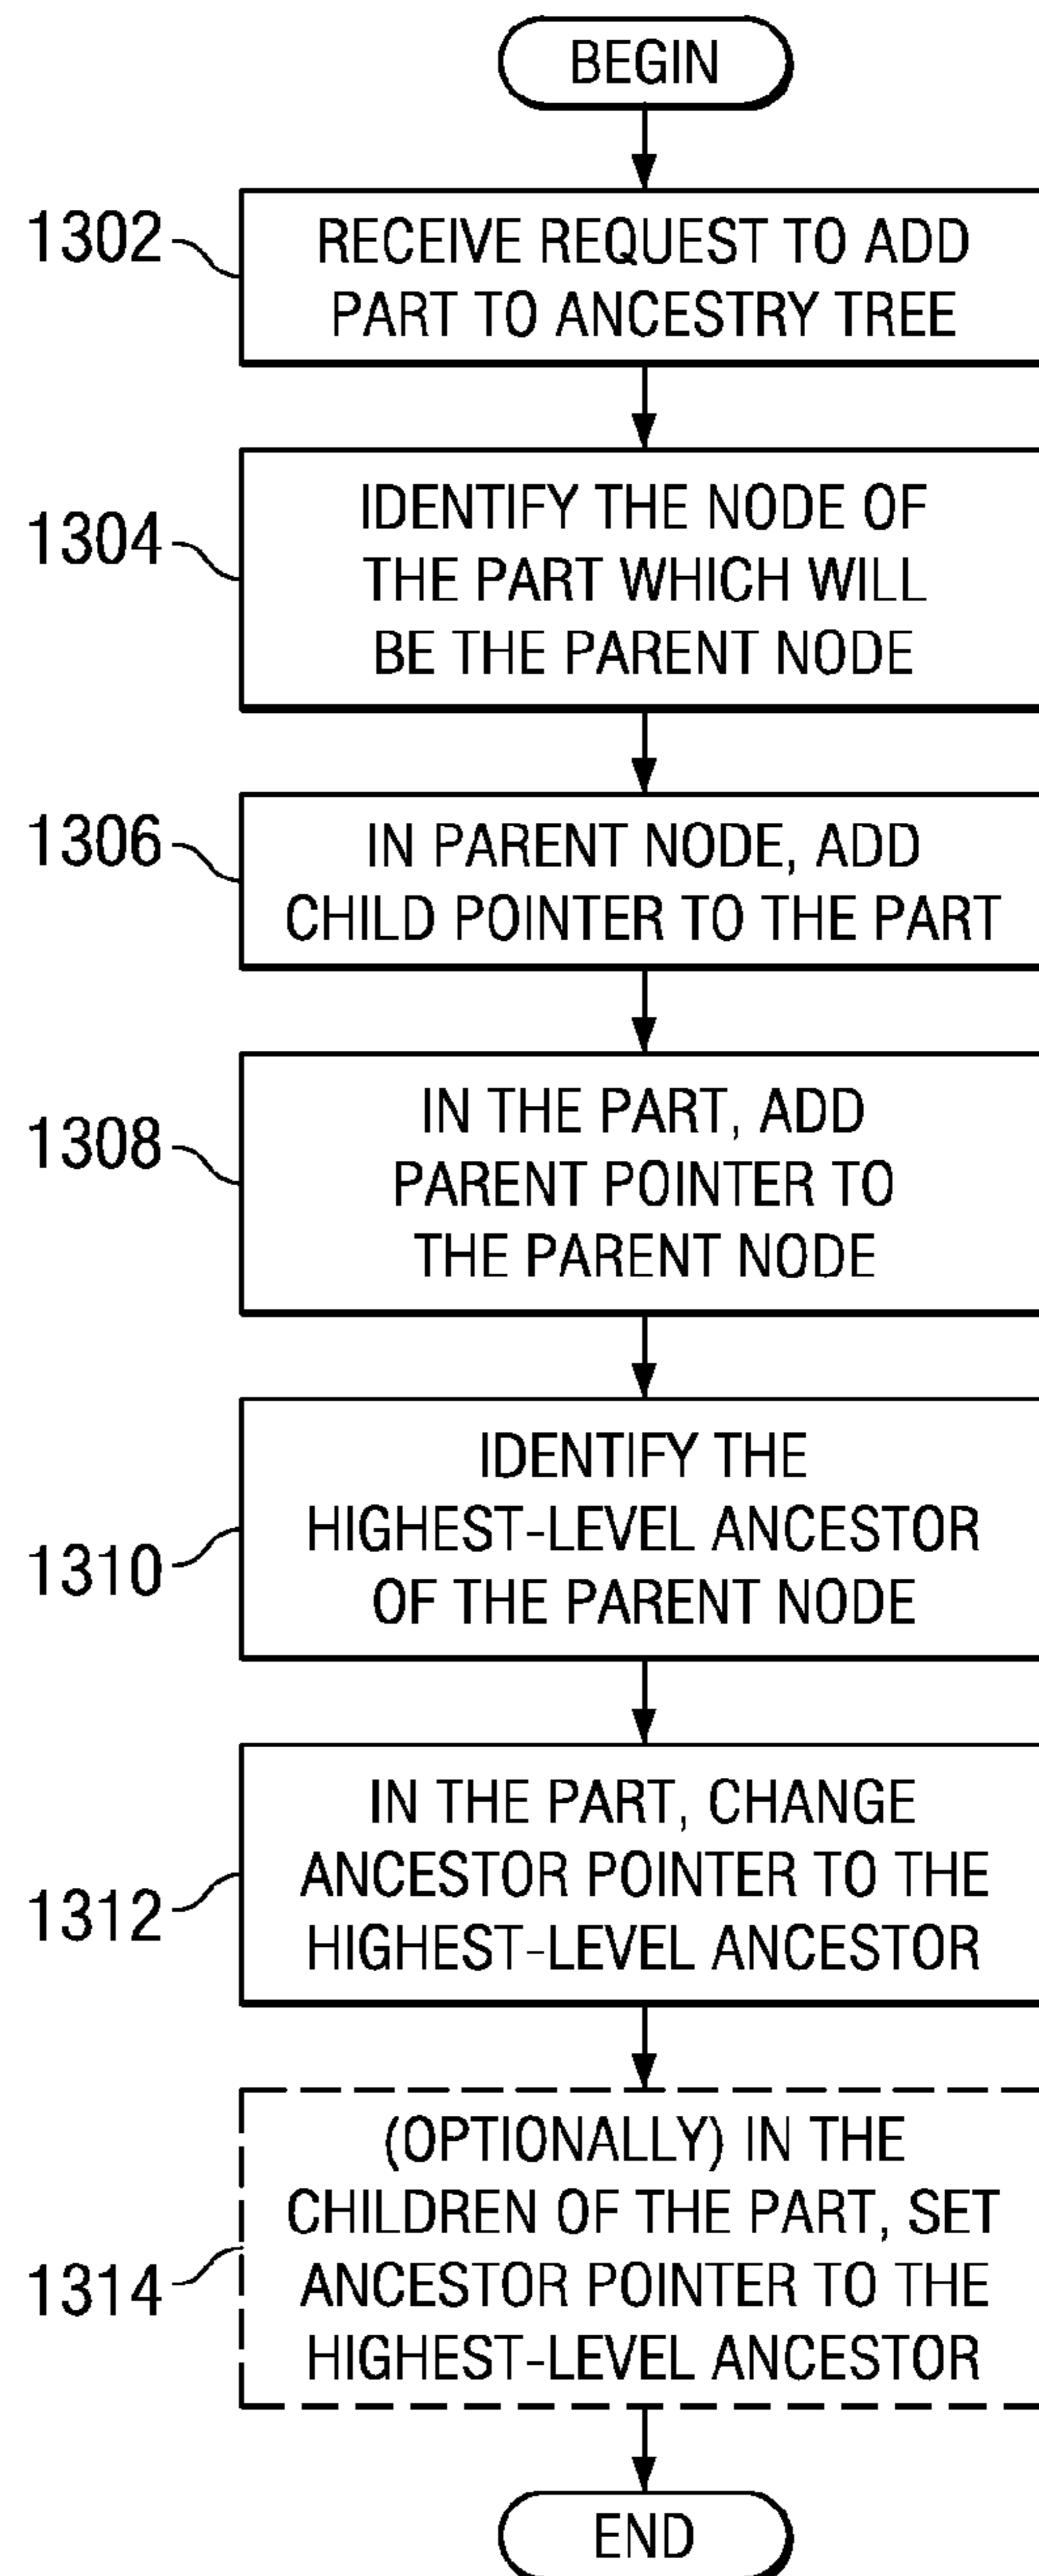 BEGIN
1302
RECEIVE REQUEST TO ADD
PART TO ANCESTRY TREE
1304
IDENTIFY THE NODE OF
THE PART WHICH WILL
BE THE PARENT NODE
1306
IN PARENT NODE, ADD
CHILD POINTER TO THE PART
1308
IN THE PART, ADD
PARENT POINTER TO
THE PARENT NODE
1310
IDENTIFY THE
HIGHEST-LEVEL ANCESTOR
OF THE PARENT NODE
1312
IN THE PART, CHANGE
ANCESTOR POINTER TO THE
HIGHEST-LEVEL ANCESTOR
1314
(OPTIONALLY) IN THE
CHILDREN OF THE PART, SET
ANCESTOR POINTER TO THE
HIGHEST-LEVEL ANCESTOR
END